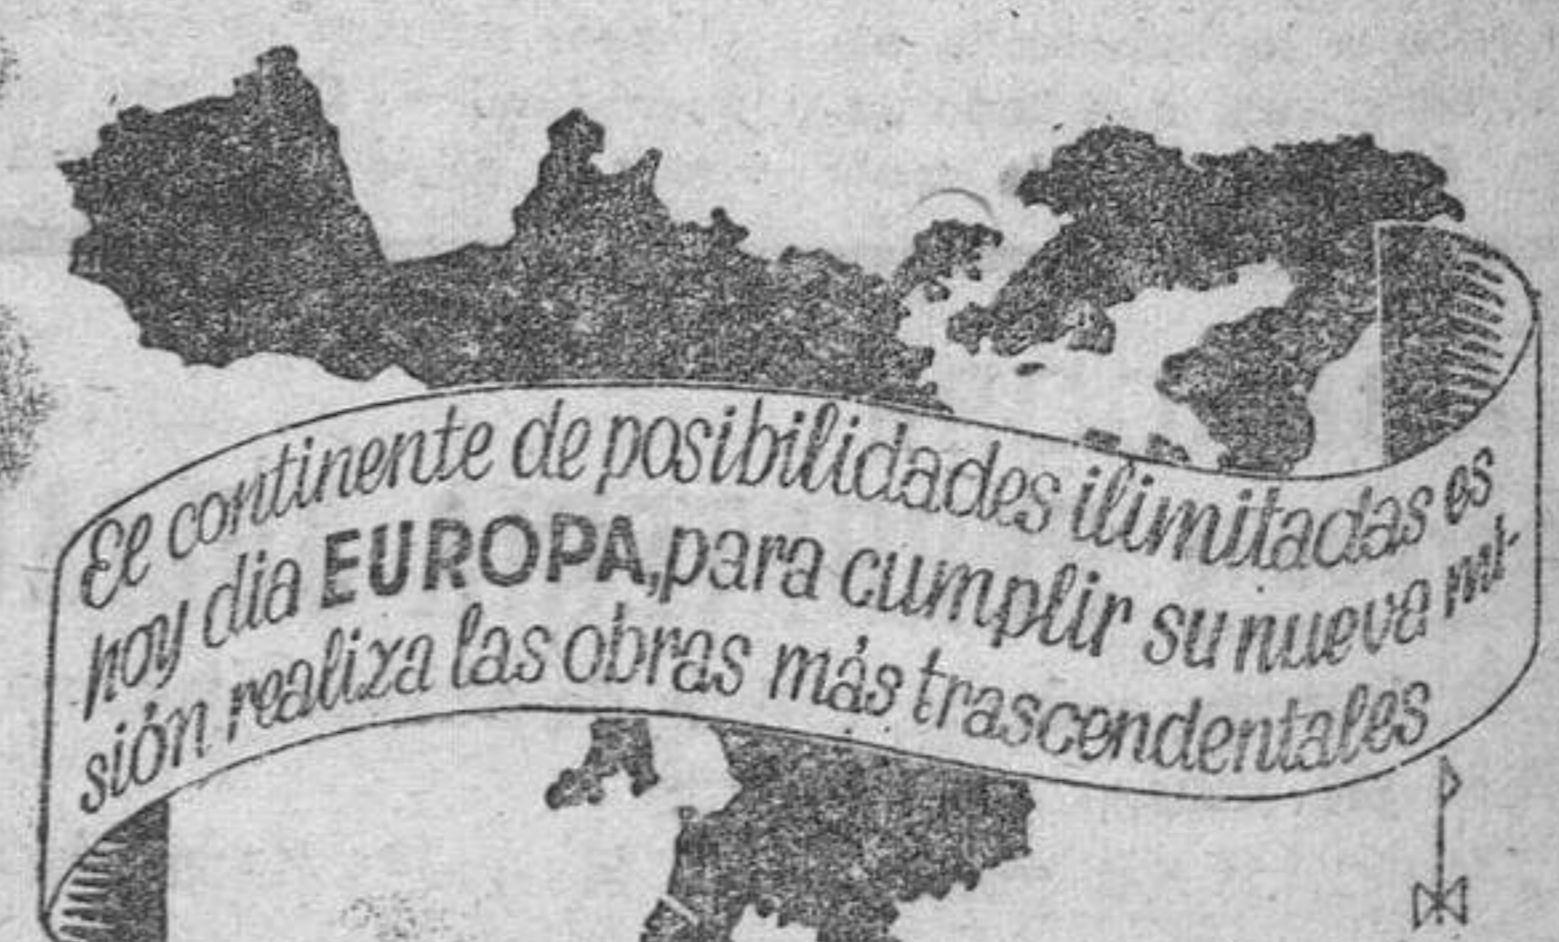 El continente de posibilidades ilimitadas es
hoy dia EUROPA, para cumplir su nueva mi-
sión realiza las obras más trascendentales